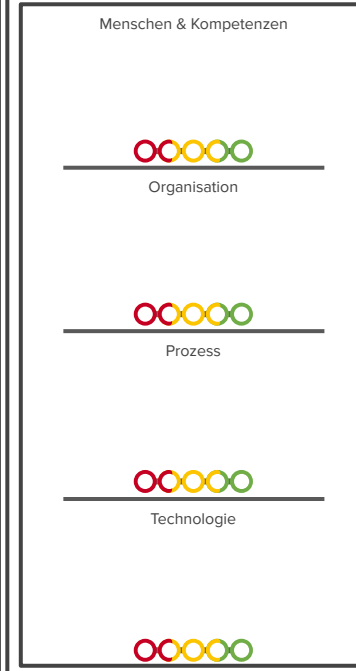 Menschen & Kompetenzen
Organisation
Prozess
Technologie